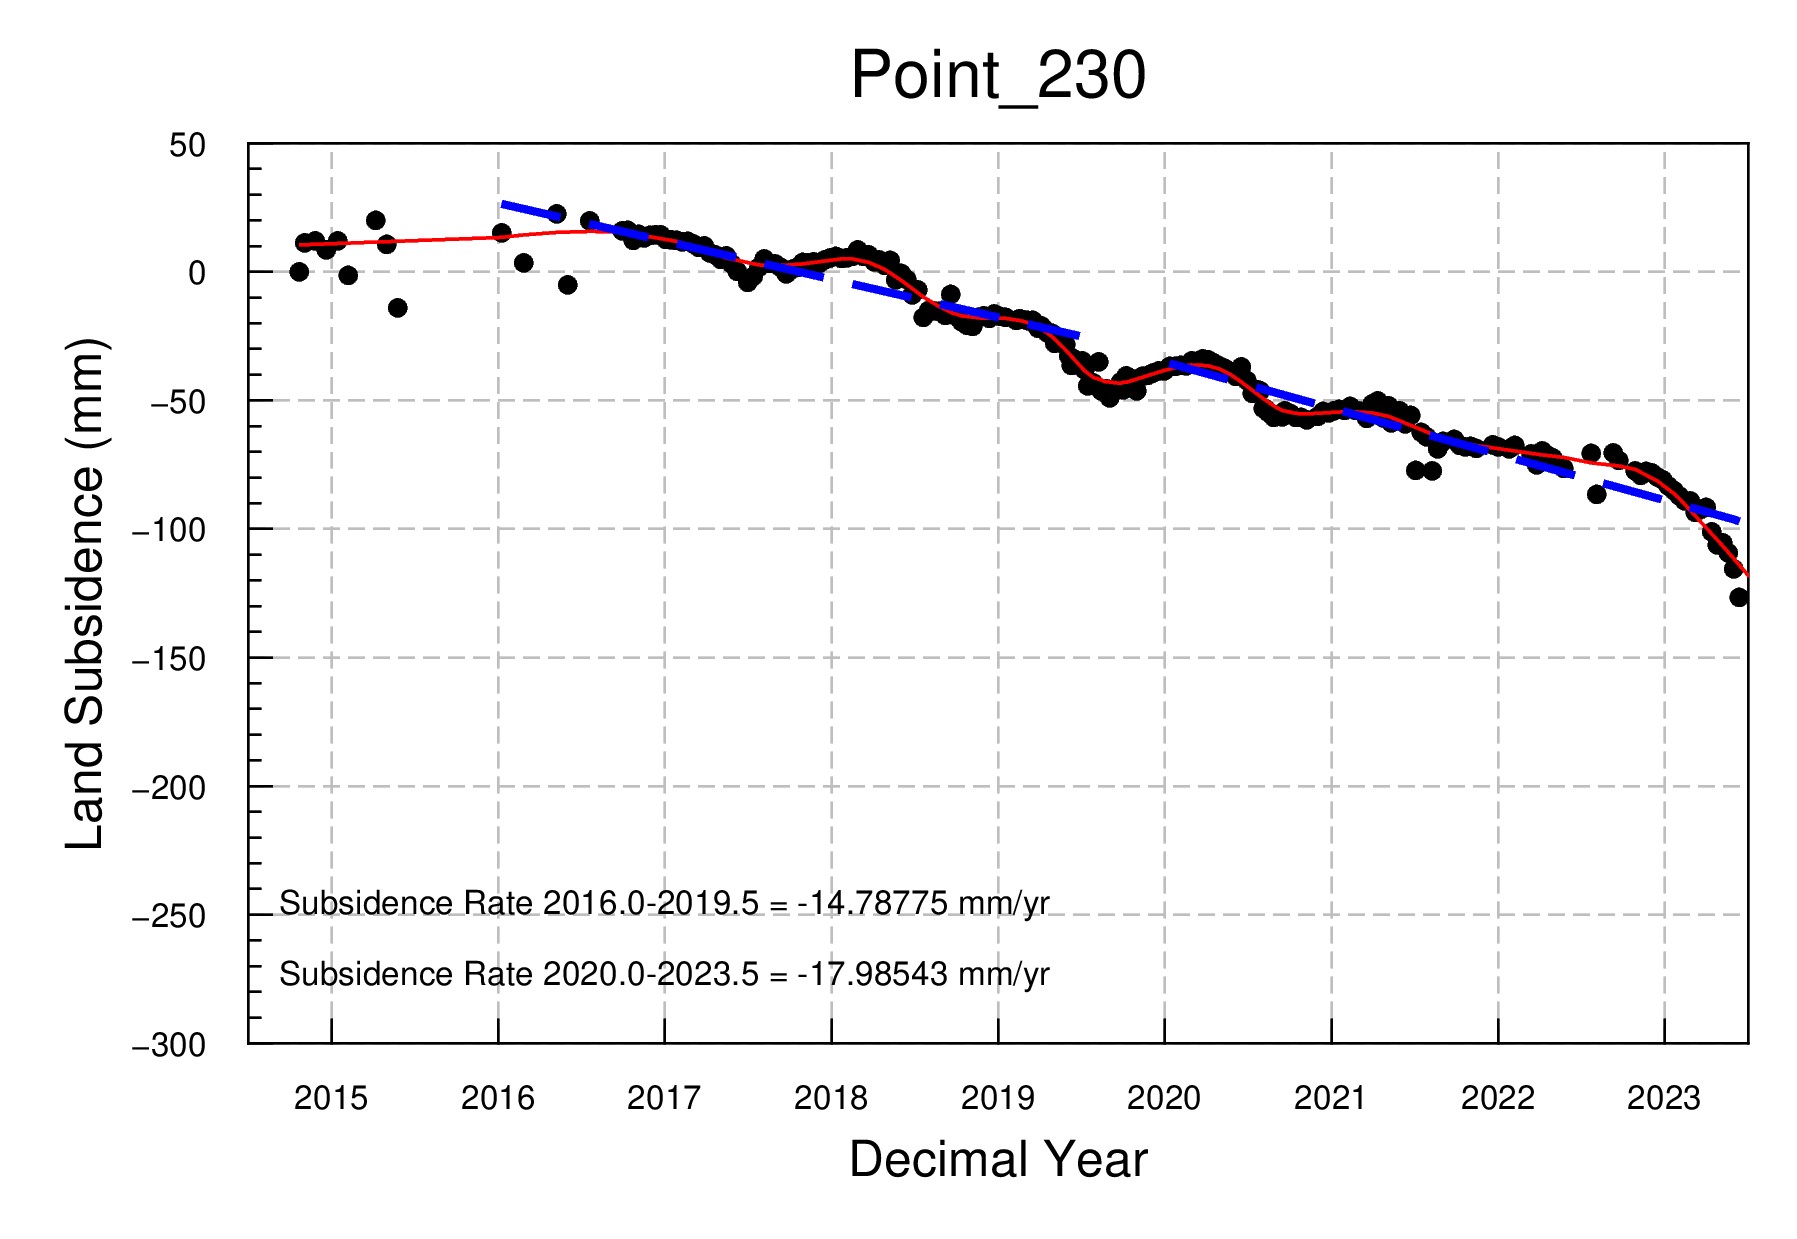 Point_230
50
0
−50
−100
−150
−200
−250
−300
Land Subsidence (mm)
Subsidence Rate 2016.0-2019.5 = -14.78775 mm/yr
Subsidence Rate 2020.0-2023.5 = -17.98543 mm/yr
2015 2016 2017 2018 2019 2020 2021 2022 2023
Decimal Year